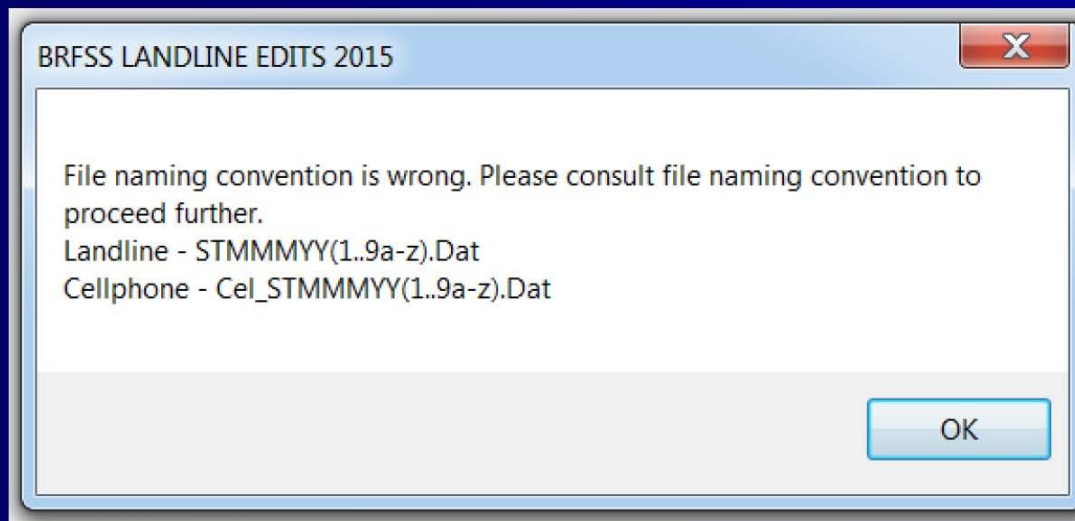 BRFSS LANDLINE EDITS 2015
File naming convention is wrong. Please consult file naming convention to
proceed further.
Landline - STMMMYY(1..9a-z).Dat
Cellphone - Cel_STMMMYY(1..9a-z).Dat
OK